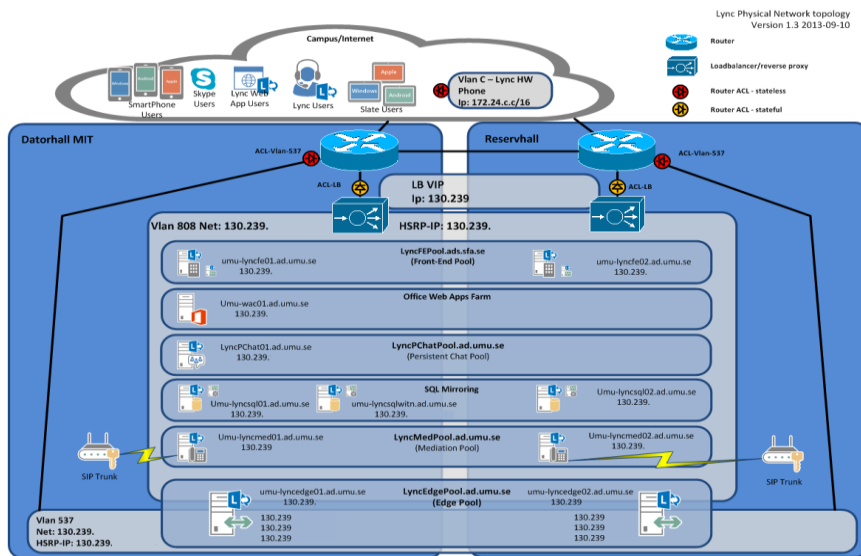 Lync Physical Network topology
Version 1.3 2013-09-10
Router
Loadbalancer/reverse proxy
Router ACL - stateless
Router ACL - stateful
Campus/Internet
Windows
Android
Apple
SmartPhone
Users
Skype
Users
Lync Web
App Users
Lync Users
Apple
Windows
Android
Slate Users
Vlan C – Lync HW
Phone
Ip: 172.24.c.c/16
Datorhall MIT
Reservhall
ACL-Vlan-537
ACL-Vlan-537
ACL-LB
ACL-LB
LB VIP
Ip: 130.239
Vlan 808 Net: 130.239.
HSRP-IP: 130.239.
LyncFEPool.ads.sfa.se
(Front-End Pool)
umu-lyncfe01.ad.umu.se
130.239.
umu-lyncfe02.ad.umu.se
130.239.
Office Web Apps Farm
Umu-wac01.ad.umu.se
130.239.
LyncPChat01.ad.umu.se
130.239.
LyncPChatPool.ad.umu.se
(Persistent Chat Pool)
SQL Mirroring
Umu-lyncsql01.ad.umu.se
130.239.
umu-lyncsqlwitn.ad.umu.se
130.239.
Umu-lyncsql02.ad.umu.se
130.239.
Umu-lyncmed01.ad.umu.se
130.239
LyncMedPool.ad.umu.se
(Mediation Pool)
Umu-lyncmed02.ad.umu.se
130.239.
SIP Trunk
SIP Trunk
umu-lyncedge01.ad.umu.se
130.239
130.239
130.239
LyncEdgePool.ad.umu.se
(Edge Pool)
umu-lyncedge02.ad.umu.se
130.239
130.239
130.239
Vlan 537
Net: 130.239.
HSRP-IP: 130.239.